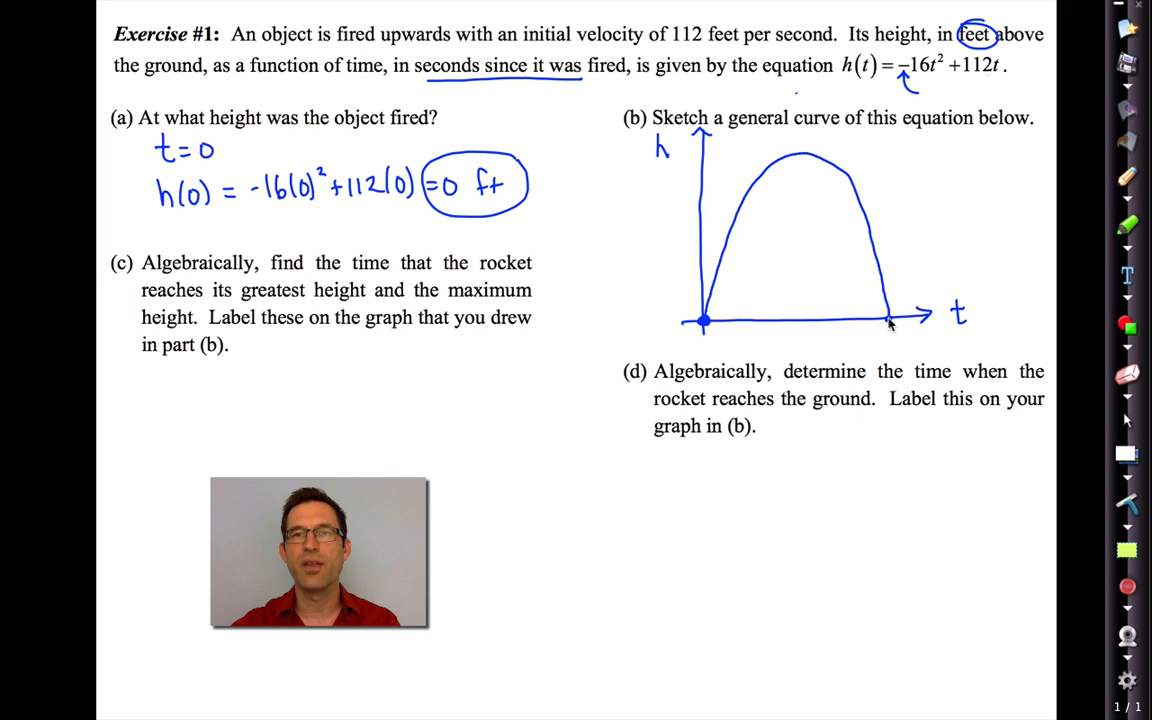 Exercise #1: An object is fired upwards with an initial velocity of 112 feet per second. Its height, in feet above
the ground, as a function of time, in seconds since it was fired, is given by the equation h(t) = −16t² + 112t.
(a) At what height was the object fired?
t = 0
h(0) = -16(0)² + 112(0) = 0 ft
(b) Sketch a general curve of this equation below.
h
t
(c) Algebraically, find the time that the rocket
reaches its greatest height and the maximum
height. Label these on the graph that you drew
in part (b).
(d) Algebraically, determine the time when the
rocket reaches the ground. Label this on your
graph in (b).
T
1 / 1